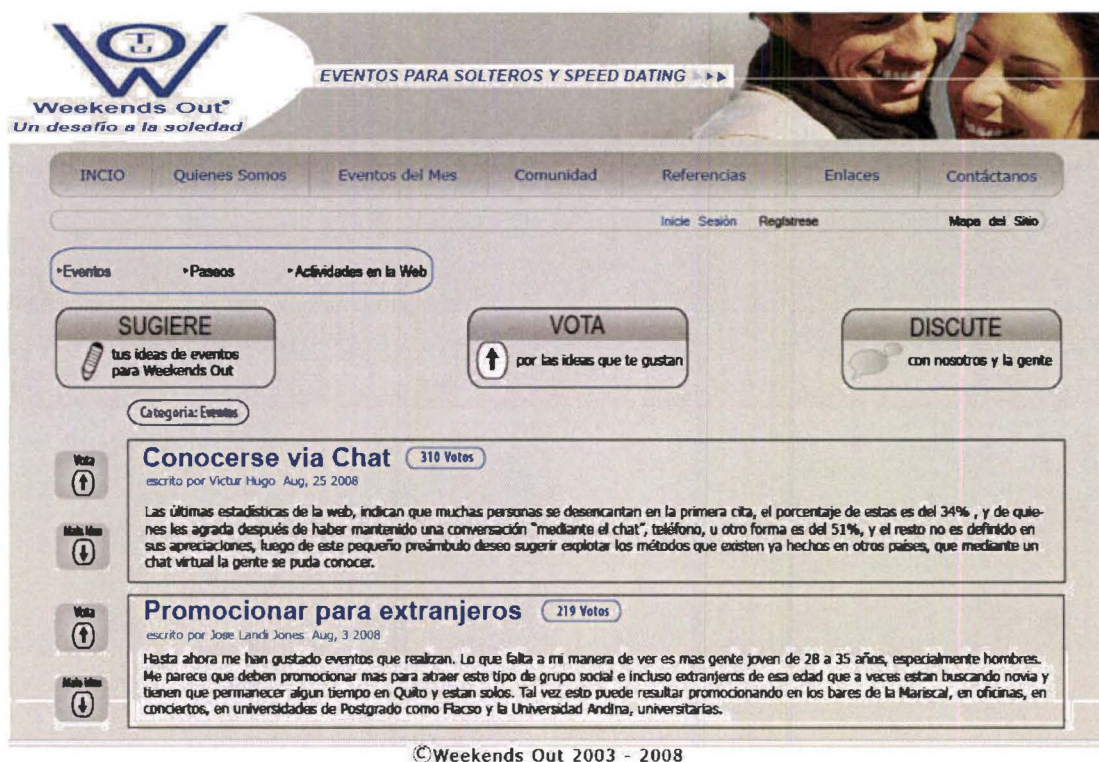 OUT
W
Weekends Out®
Un desafío a la soledad
EVENTOS PARA SOLTEROS Y SPEED DATING
INCIO Quienes Somos Eventos del Mes Comunidad Referencias Enlaces Contáctanos
Inicie Sesión Regístrese Mapa del Sitio
Eventos Paseos Actividades en la Web
SUGIERE
tus ideas de eventos
para Weekends Out
VOTA
por las ideas que te gustan
DISCUTE
con nosotros y la gente
Categoria: Eventos
Vota
Conocerse via Chat 310 Votos
escrito por Victur Hugo Aug, 25 2008
Las últimas estadísticas de la web, indican que muchas personas se desencantan en la primera cita, el porcentaje de estas es del 34% , y de quie-
nes les agrada después de haber mantenido una conversación "mediante el chat", teléfono, u otro forma es del 51%, y el resto no es definido en
sus apreciaciones, luego de este pequeño preámbulo deseo sugerir explotar los métodos que existen ya hechos en otros países, que mediante un
chat virtual la gente se puda conocer.
Vota
Promocionar para extranjeros 219 Votos
escrito por Jose Landi Jones Aug, 3 2008
Hasta ahora me han gustado eventos que realizan. Lo que falta a mi manera de ver es mas gente joven de 28 a 35 años, especialmente hombres.
Me parece que deben promocionar mas para atraer este tipo de grupo social e incluso extranjeros de esa edad que a veces estan buscando novia y
tienen que permanecer algun tiempo en Quito y estan solos. Tal vez esto puede resultar promocionando en los bares de la Mariscal, en oficinas, en
conciertos, en universidades de Postgrado como Flacso y la Universidad Andina, universitarias.
©Weekends Out 2003 - 2008